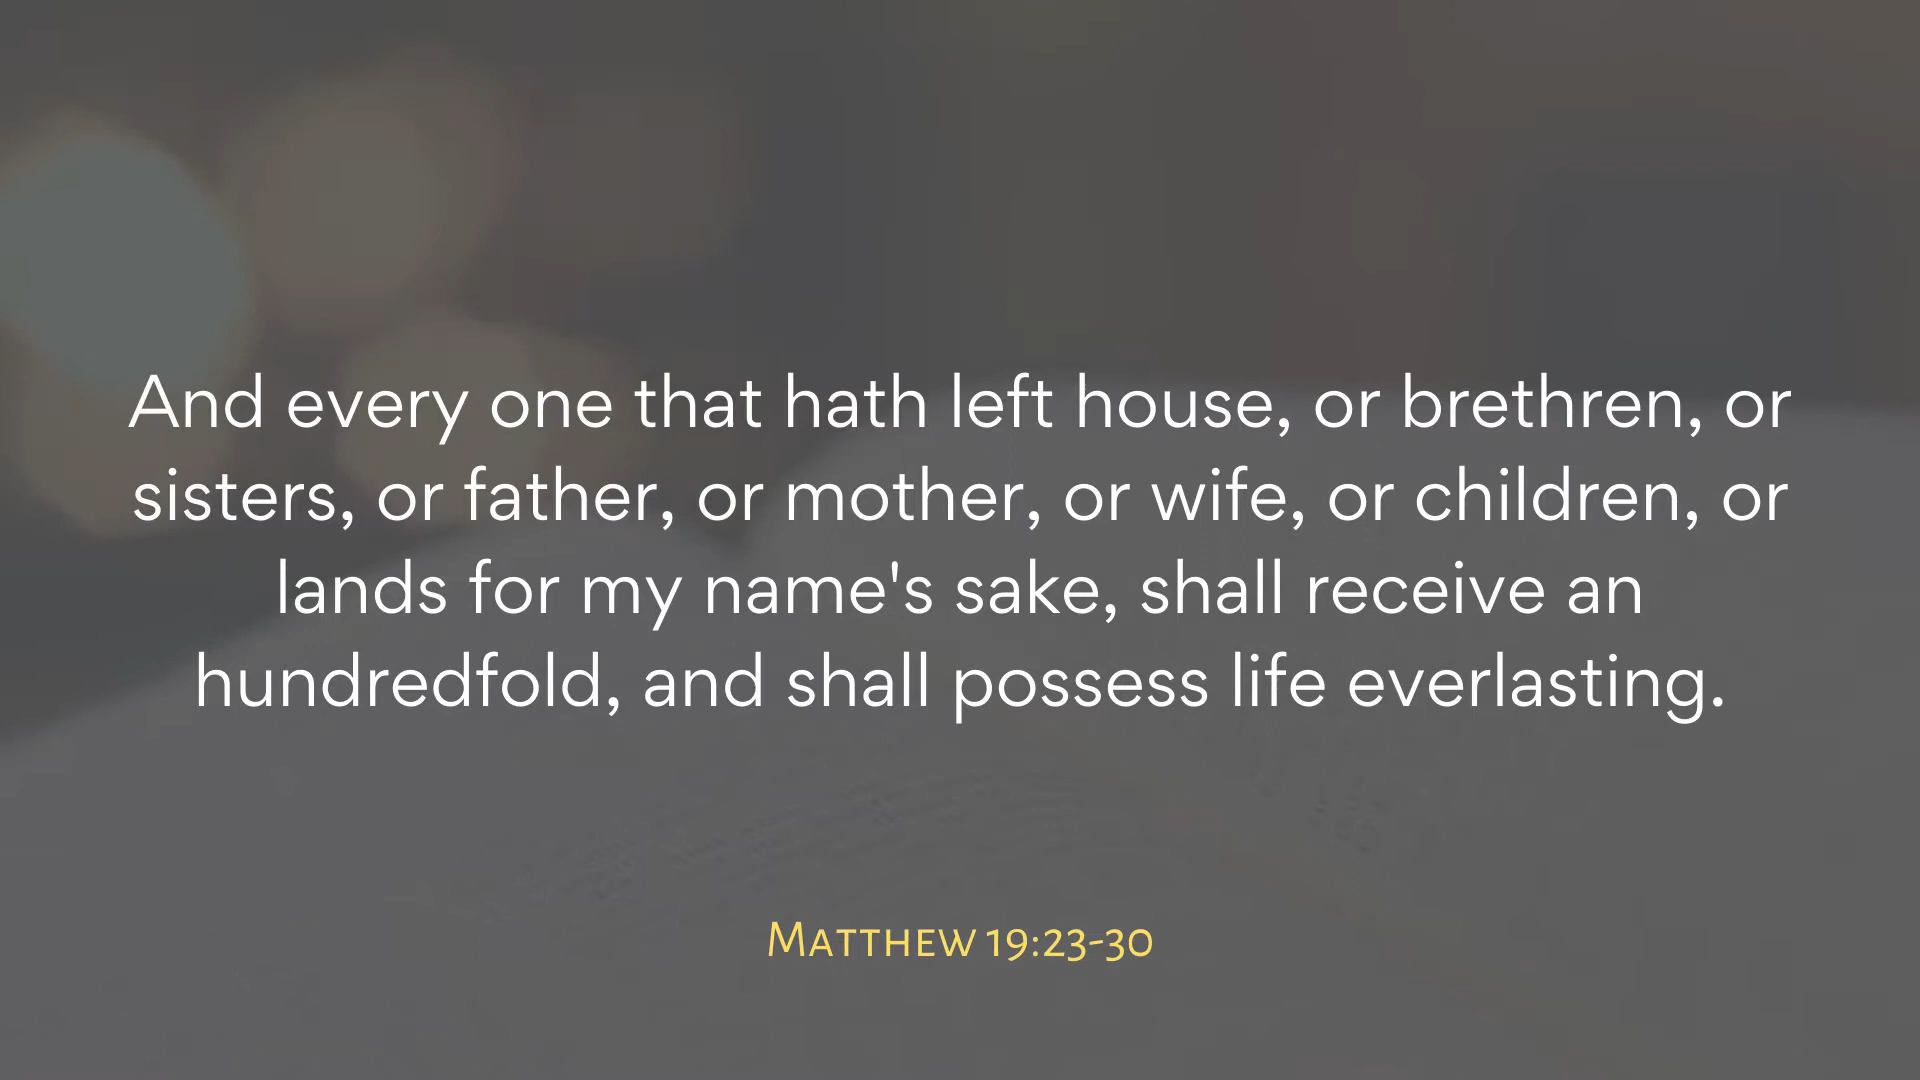 And every one that hath left house, or brethren, or
sisters, or father, or mother, or wife, or children, or
lands for my name's sake, shall receive an
hundredfold, and shall possess life everlasting.
Matthew 19:23-30